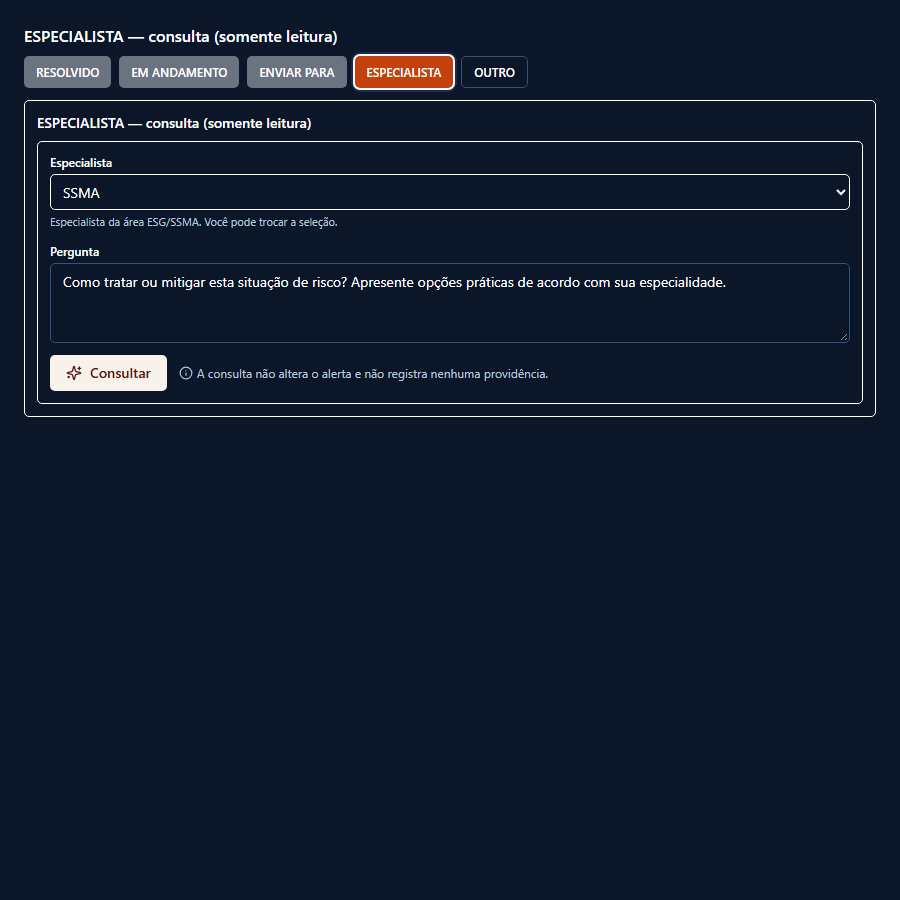 ESPECIALISTA — consulta (somente leitura)
RESOLVIDO EM ANDAMENTO ENVIAR PARA ESPECIALISTA OUTRO
ESPECIALISTA — consulta (somente leitura)
Especialista
SSMA
Especialista da área ESG/SSMA. Você pode trocar a seleção.
Pergunta
Como tratar ou mitigar esta situação de risco? Apresente opções práticas de acordo com sua especialidade.
Consultar A consulta não altera o alerta e não registra nenhuma providência.